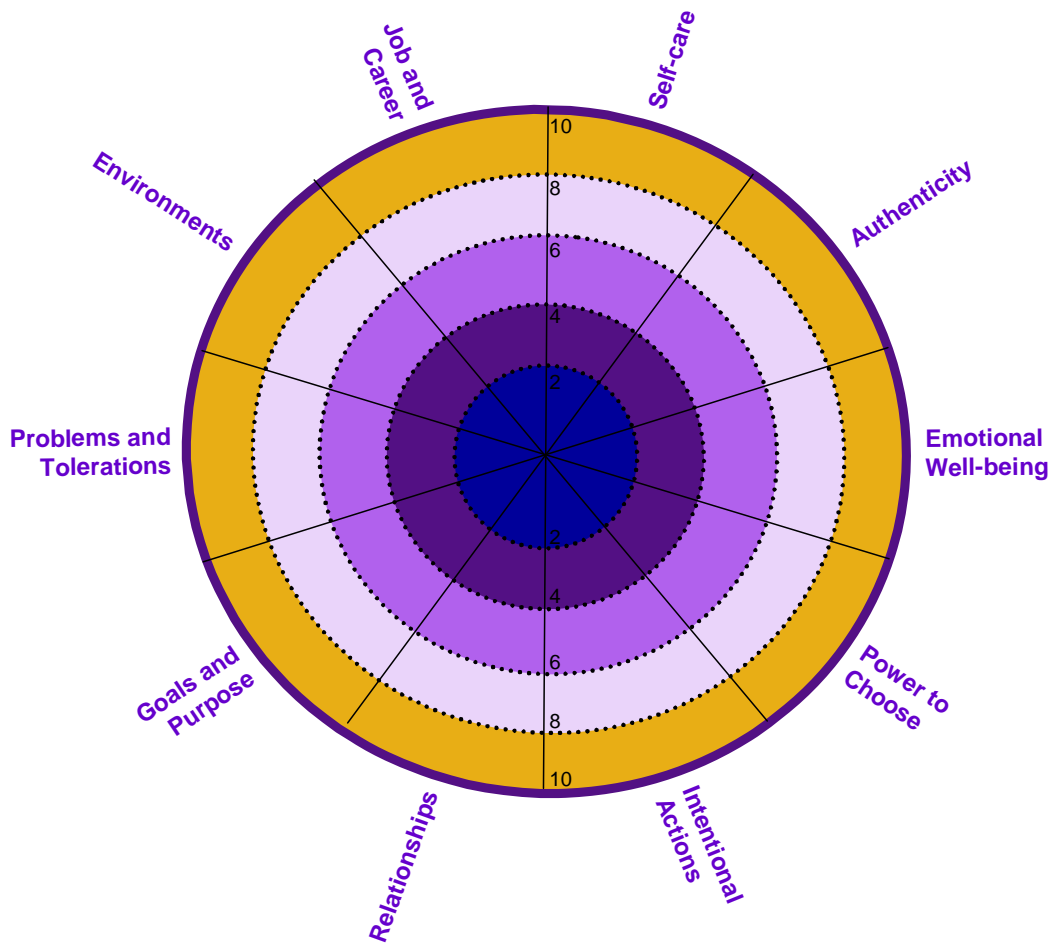 Job and
Career
Self-care
Environments
Authenticity
10
8
6
4
2
Problems and
Tolerations
Emotional
Well-being
2
4
6
8
10
Goals and
Purpose
Power to
Choose
Relationships
Intentional
Actions